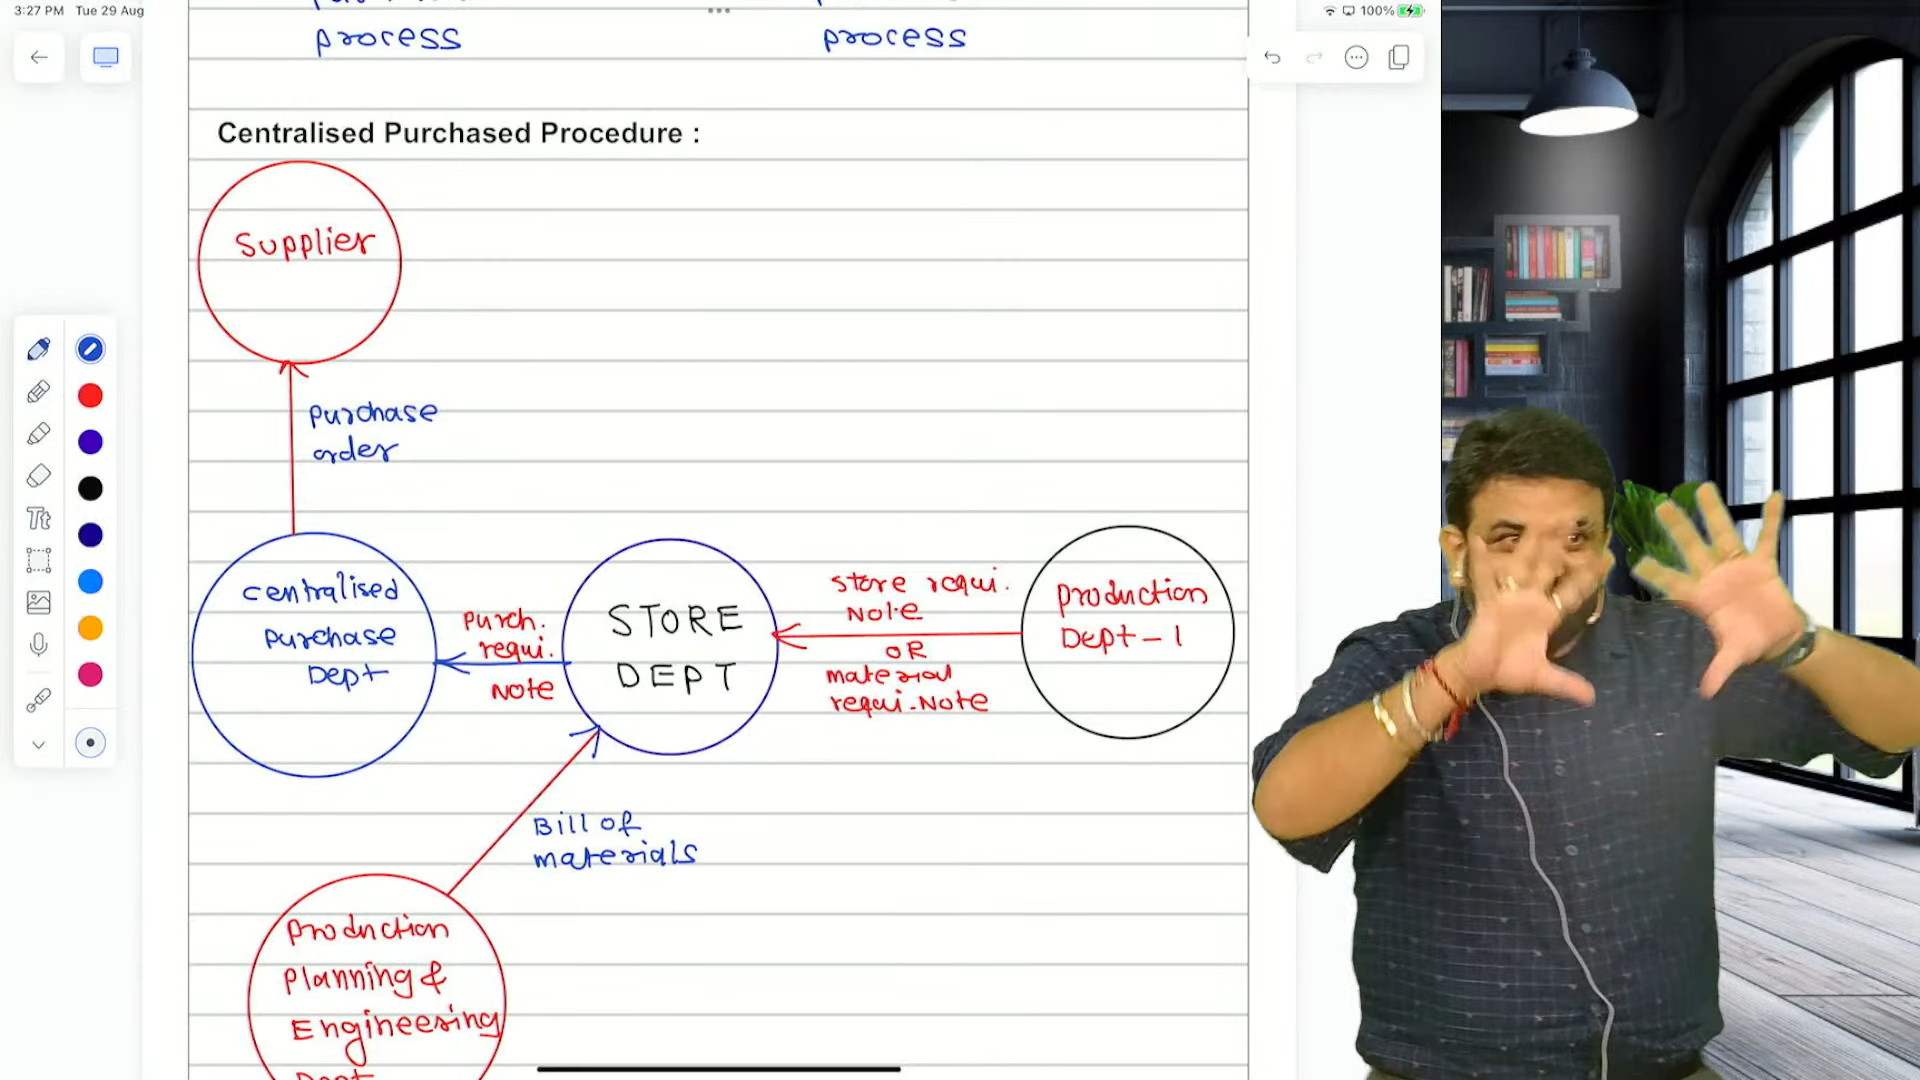 3:27 PM Tue 29 Aug
100%
process
process
Centralised Purchased Procedure :
Supplier
Purchase
order
Centralised
Purchase
Dept
Purch.
requi.
Note
STORE
DEPT
Store requi.
Note
OR
material
requi. Note
Production
Dept - 1
Bill of
materials
Production
Planning &
Engineering
Dept
Tt